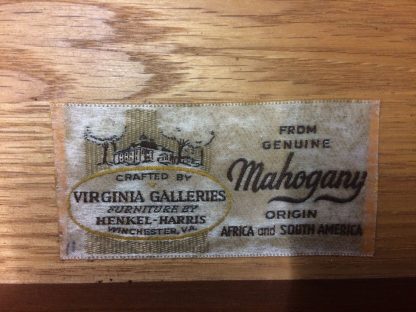 CRAFTED BY
VIRGINIA GALLERIES
FURNITURE BY
HENKEL-HARRIS
WINCHESTER, VA.
FROM
GENUINE
Mahogany
ORIGIN
AFRICA and SOUTH AMERICA